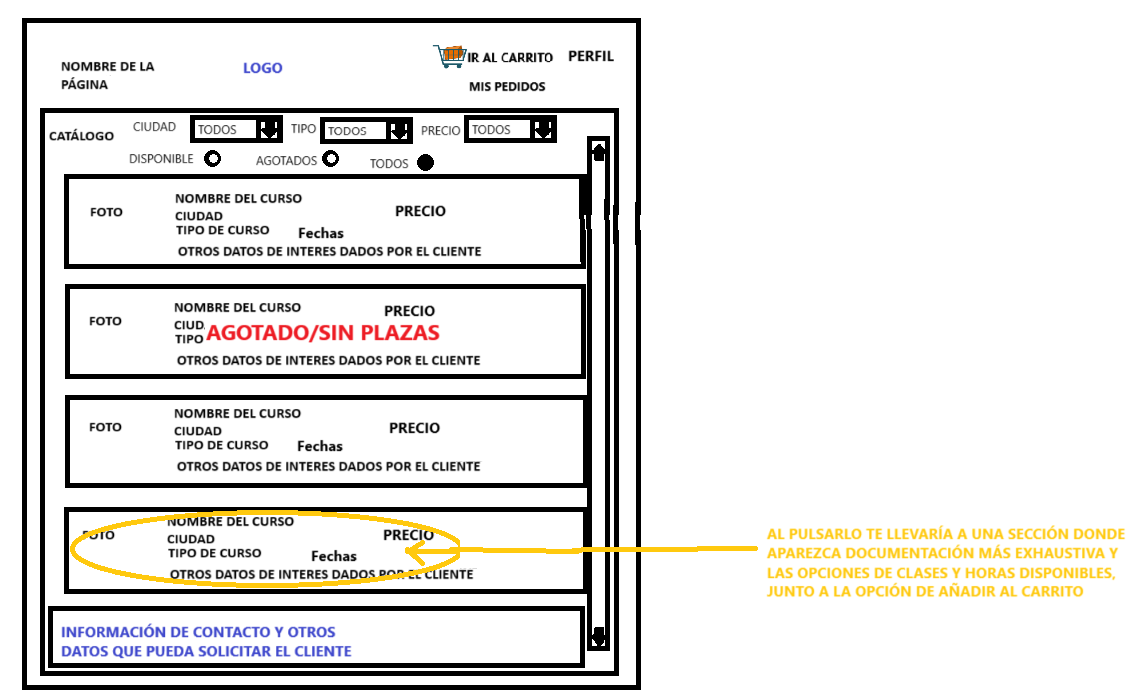 NOMBRE DE LA
PÁGINA
LOGO
IR AL CARRITO
PERFIL
MIS PEDIDOS
CATÁLOGO
CIUDAD
TODOS
TIPO
TODOS
PRECIO
TODOS
DISPONIBLE
AGOTADOS
TODOS
FOTO
NOMBRE DEL CURSO
CIUDAD
TIPO DE CURSO
Fechas
PRECIO
OTROS DATOS DE INTERES DADOS POR EL CLIENTE
FOTO
NOMBRE DEL CURSO
PRECIO
CIUD
TIPO
AGOTADO/SIN PLAZAS
OTROS DATOS DE INTERES DADOS POR EL CLIENTE
FOTO
NOMBRE DEL CURSO
CIUDAD
TIPO DE CURSO
Fechas
PRECIO
OTROS DATOS DE INTERES DADOS POR EL CLIENTE
FOTO
NOMBRE DEL CURSO
CIUDAD
TIPO DE CURSO
Fechas
PRECIO
OTROS DATOS DE INTERES DADOS POR EL CLIENTE
AL PULSARLO TE LLEVARÍA A UNA SECCIÓN DONDE
APAREZCA DOCUMENTACIÓN MÁS EXHAUSTIVA Y
LAS OPCIONES DE CLASES Y HORAS DISPONIBLES,
JUNTO A LA OPCIÓN DE AÑADIR AL CARRITO
INFORMACIÓN DE CONTACTO Y OTROS
DATOS QUE PUEDA SOLICITAR EL CLIENTE